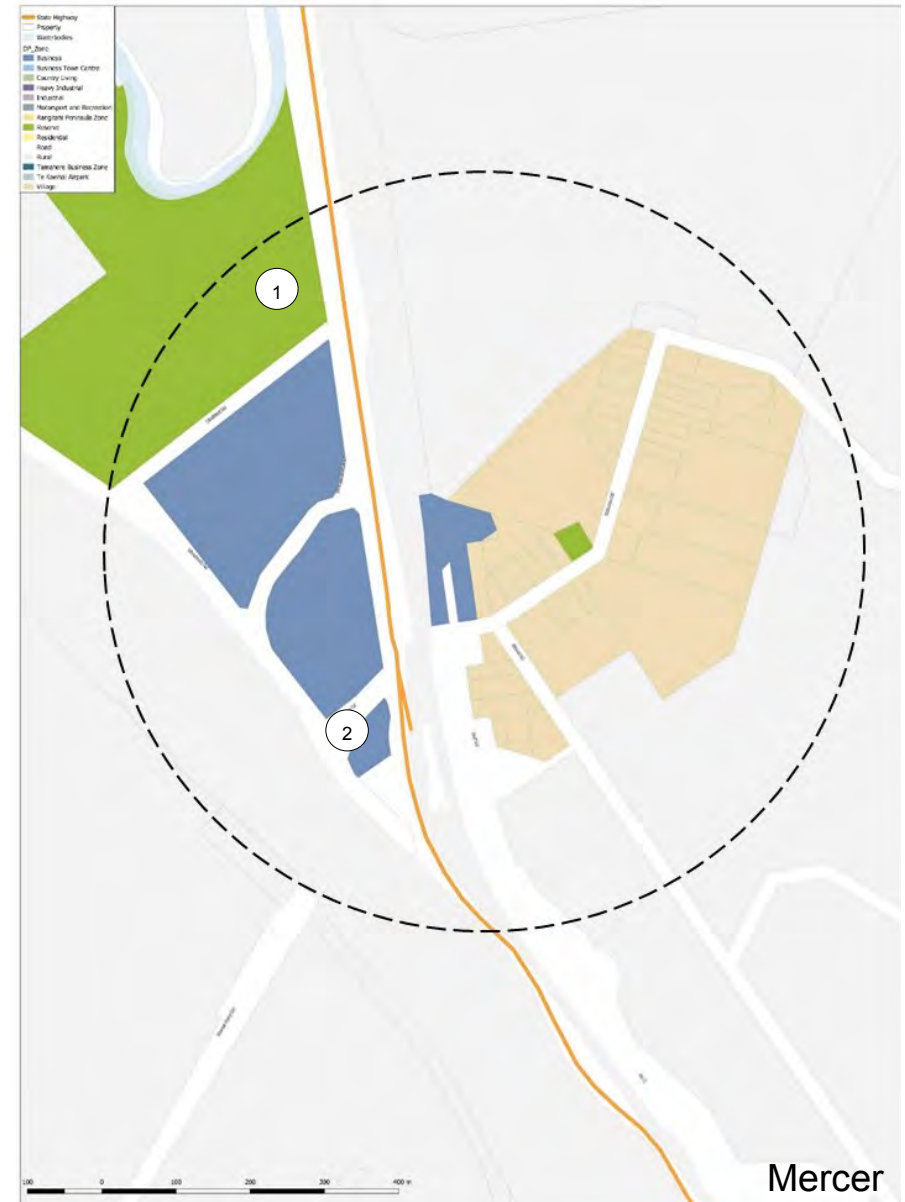 State Highway
Property
Waterbodies
DP_Zone
Business
Business Town Centre
Country Living
Heavy Industrial
Industrial
Motorsport and Recreation
Rangitahi Peninsula Zone
Reserve
Residential
Road
Rural
Tamahere Business Zone
Te Kowhai Airpark
Village
1
2
100 0 100 200 300 400 m
Mercer